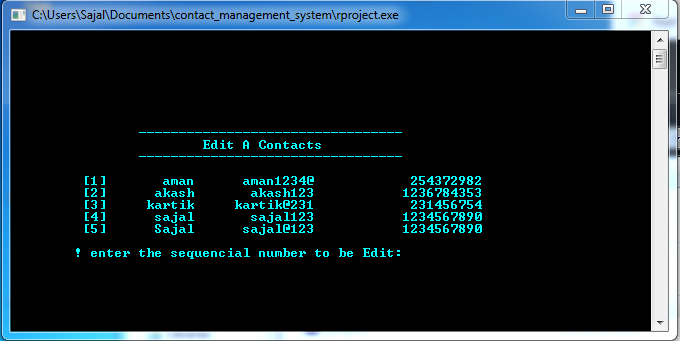 C:\Users\Sajal\Documents\contact_management_system\rproject.exe
---------------------------------
Edit A Contacts
---------------------------------
[1] aman aman1234@ 254372982
[2] akash akash123 1236784353
[3] kartik kartik@231 231456754
[4] sajal sajal123 1234567890
[5] Sajal sajal@123 1234567890
! enter the sequencial number to be Edit: